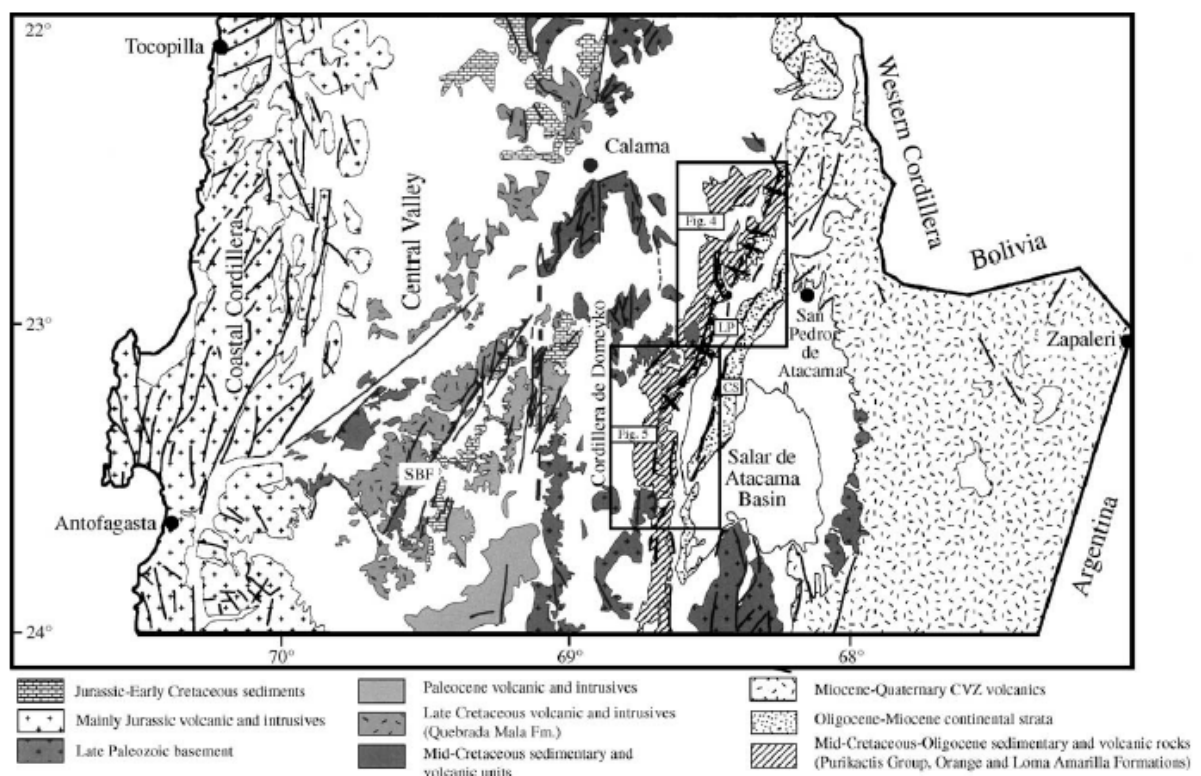 22°
Tocopilla
Western Cordillera
Calama
Central Valley
Fig. 4
Bolivia
Coastal Cordillera
23°
LP
San
Pedro
de
Atacama
Zapaleri
Cordillera de Domeyko
CS
Fig. 5
SBF
Salar de
Atacama
Basin
Antofagasta
Argentina
24°
70°
69°
68°
Jurassic-Early Cretaceous sediments
Mainly Jurassic volcanic and intrusives
Late Paleozoic basement
Paleocene volcanic and intrusives
Late Cretaceous volcanic and intrusives
(Quebrada Mala Fm.)
Mid-Cretaceous sedimentary and
volcanic units
Miocene-Quaternary CVZ volcanics
Oligocene-Miocene continental strata
Mid-Cretaceous-Oligocene sedimentary and volcanic rocks
(Purikactis Group, Orange and Loma Amarilla Formations)